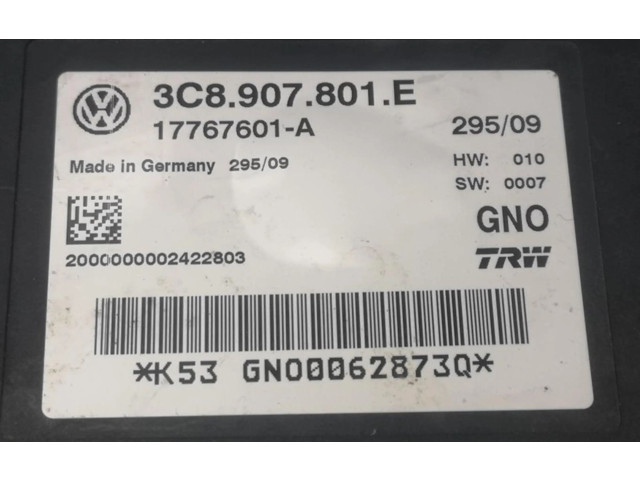 3C8.907.801.E
17767601-A 295/09
Made in Germany 295/09 HW: 010
SW: 0007
GNO
2000000002422803 TRW
*K53 GNO0062873Q*